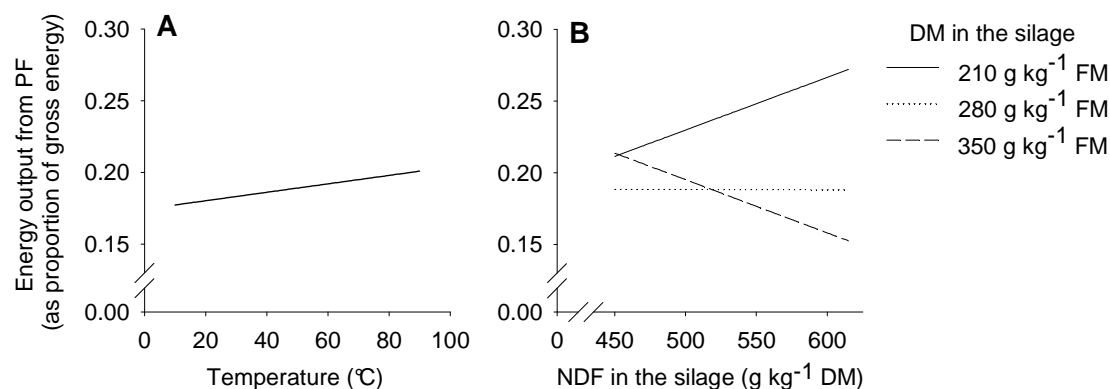 Energy output from PF
(as proportion of gross energy)
A
0.30
0.25
0.20
0.15
0.00
0 20 40 60 80 100
Temperature (°C)
B
0.30
0.25
0.20
0.15
0.00
0 450 500 550 600
NDF in the silage (g kg⁻¹ DM)
DM in the silage
210 g kg⁻¹ FM
280 g kg⁻¹ FM
350 g kg⁻¹ FM